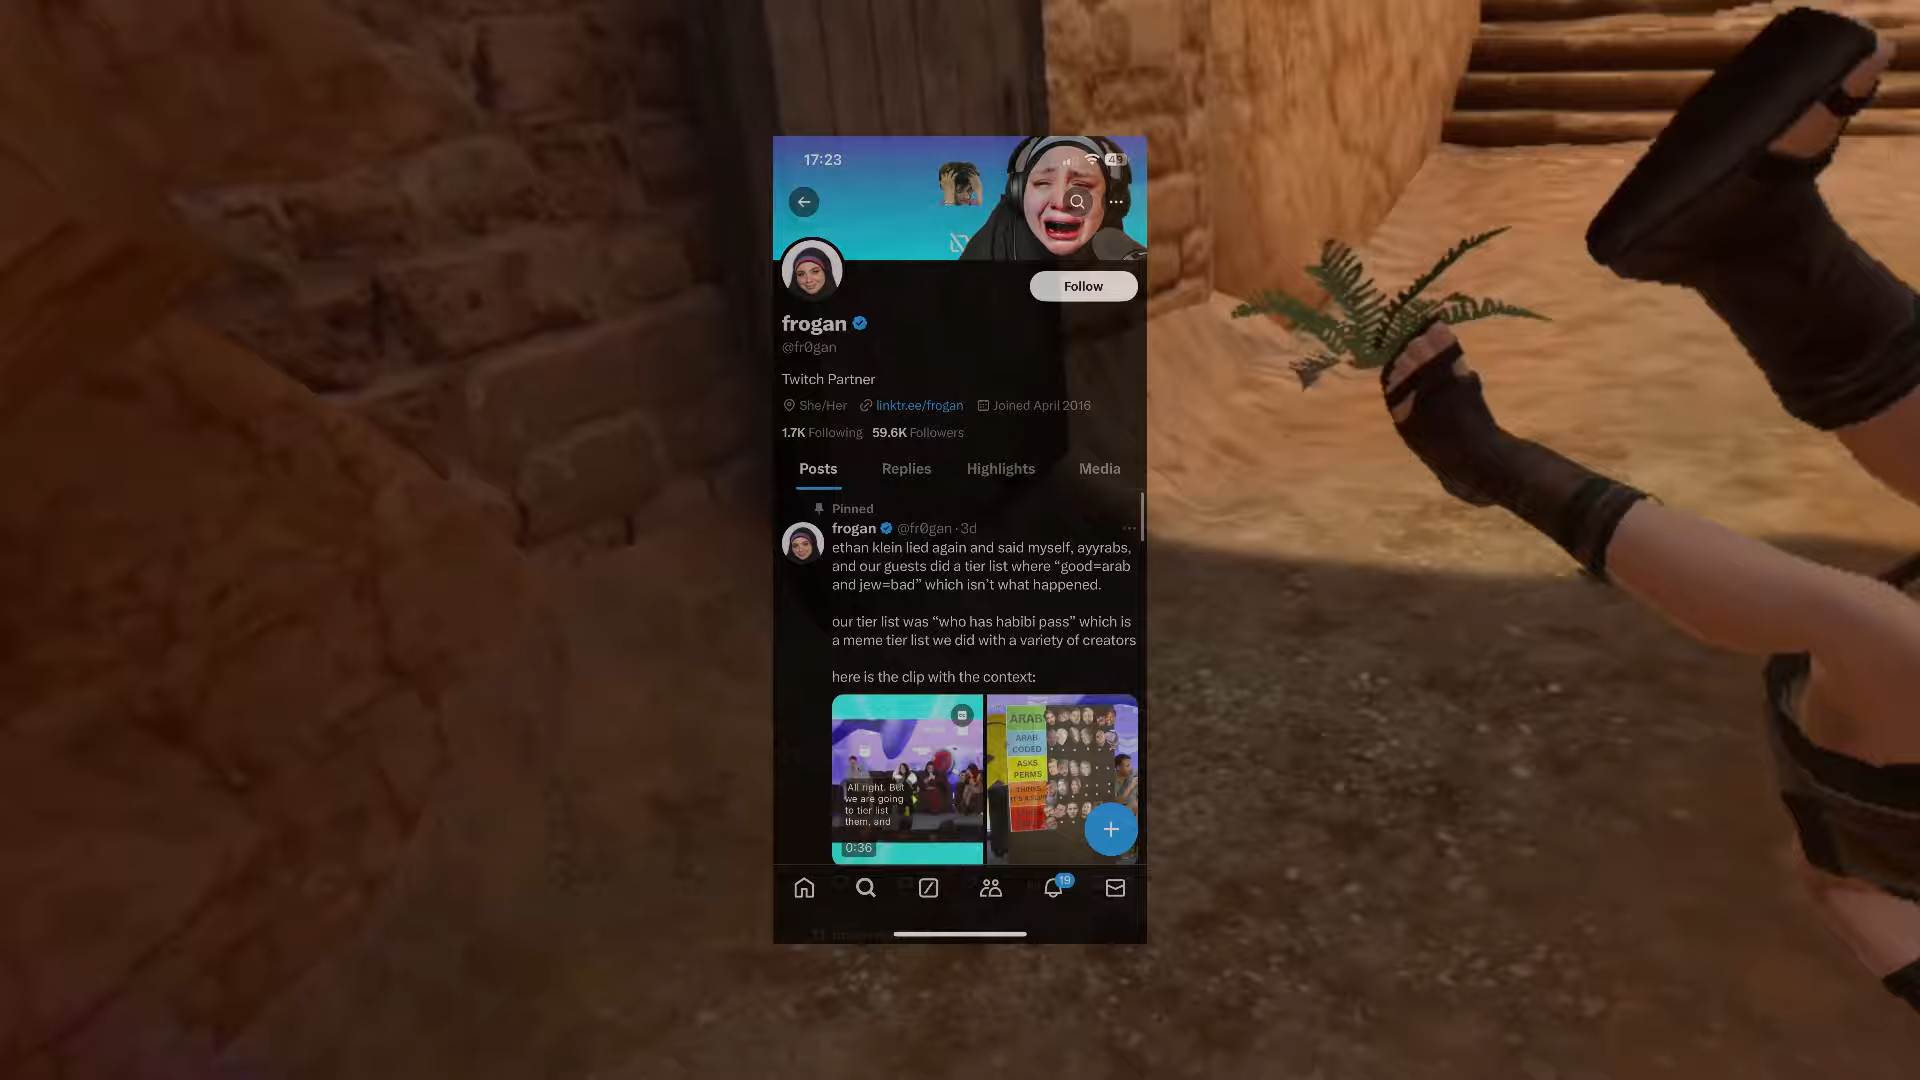 17:23
49
Follow
frogan
@fr0gan
Twitch Partner
She/Her linktr.ee/frogan Joined April 2016
1.7K Following 59.6K Followers
Posts Replies Highlights Media
Pinned
frogan @fr0gan · 3d
ethan klein lied again and said myself, ayyrabs,
and our guests did a tier list where “good=arab
and jew=bad” which isn’t what happened.
our tier list was “who has habibi pass” which is
a meme tier list we did with a variety of creators
here is the clip with the context:
CC
All right. But
we are going
to tier list
them, and
0:36
ARAB
ARAB
CODED
ASKS
PERMS
THINKS
IT'S A SLUR
19